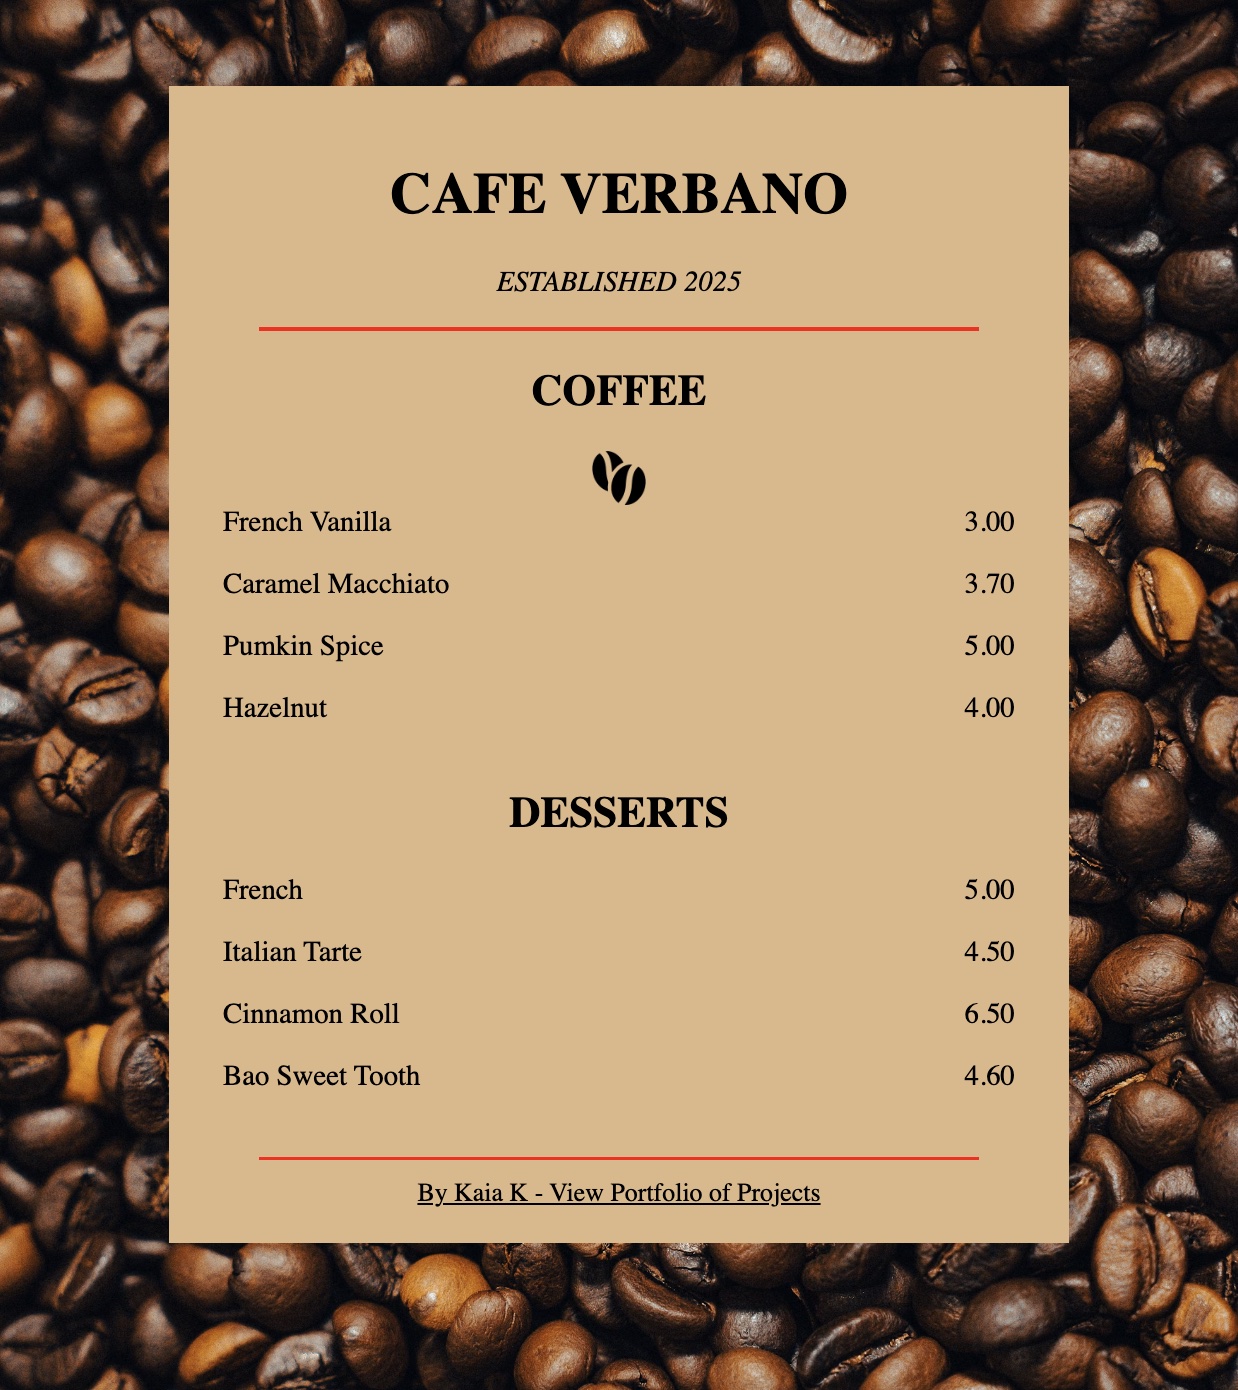 CAFE VERBANO
ESTABLISHED 2025
COFFEE
French Vanilla 3.00
Caramel Macchiato 3.70
Pumkin Spice 5.00
Hazelnut 4.00
DESSERTS
French 5.00
Italian Tarte 4.50
Cinnamon Roll 6.50
Bao Sweet Tooth 4.60
By Kaia K - View Portfolio of Projects